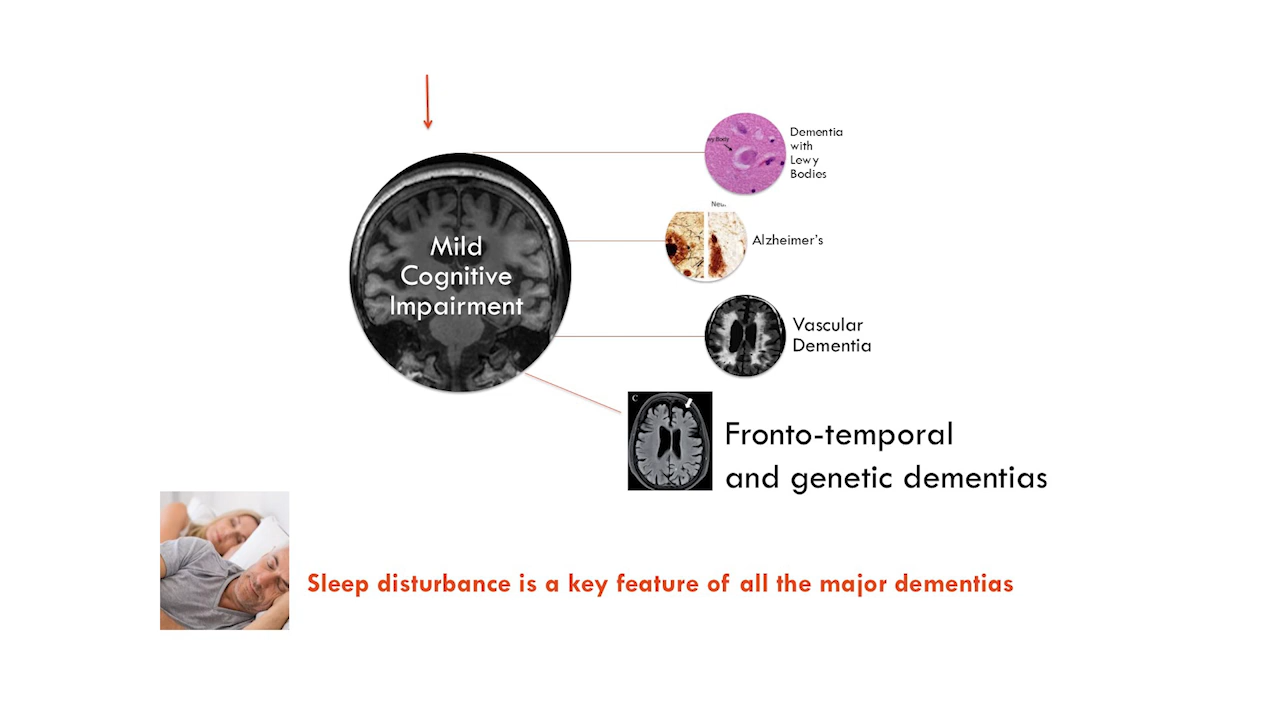 Dementia
with
Lewy
Bodies
Mild
Cognitive
Impairment
Alzheimer's
Vascular
Dementia
C
Fronto-temporal
and genetic dementias
Sleep disturbance is a key feature of all the major dementias